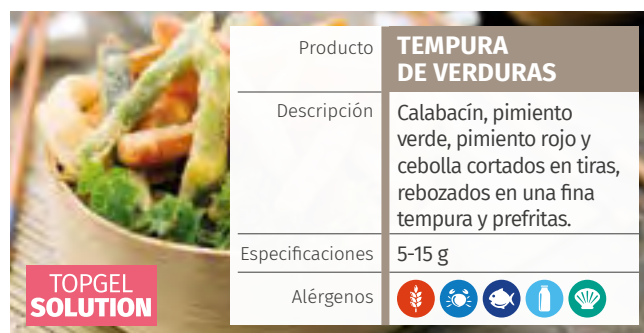 Producto
TEMPURA
DE VERDURAS
Descripción
Calabacín, pimiento
verde, pimiento rojo y
cebolla cortados en tiras,
rebozados en una fina
tempura y prefritas.
Especificaciones
5-15 g
Alérgenos
TOPGEL
SOLUTION